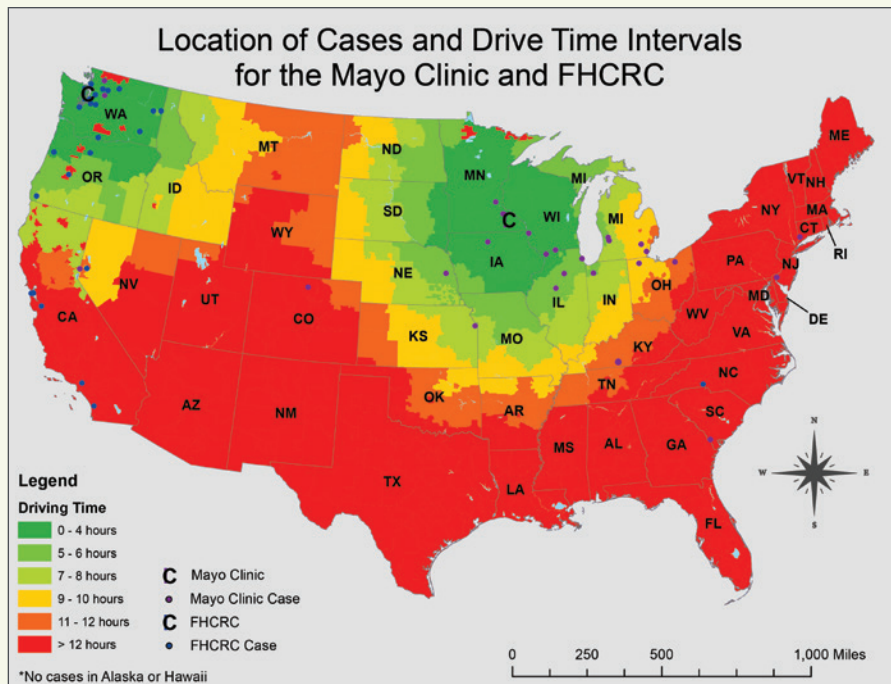 Location of Cases and Drive Time Intervals
for the Mayo Clinic and FHCRC
C
WA
MT
ND
MN
ME
OR
ID
MI
VT
NH
SD
WI
MI
NY
MA
C
CT
WY
IA
RI
NE
PA
NJ
NV
OH
UT
IL
IN
MD
CO
WV
DE
CA
KS
MO
KY
VA
NC
TN
AZ
NM
OK
AR
SC
MS
AL
GA
N
W
E
S
TX
LA
FL
Legend
Driving Time
0 - 4 hours
5 - 6 hours
7 - 8 hours
9 - 10 hours
11 - 12 hours
> 12 hours
C Mayo Clinic
Mayo Clinic Case
C FHCRC
FHCRC Case
*No cases in Alaska or Hawaii
0 250 500 1,000 Miles